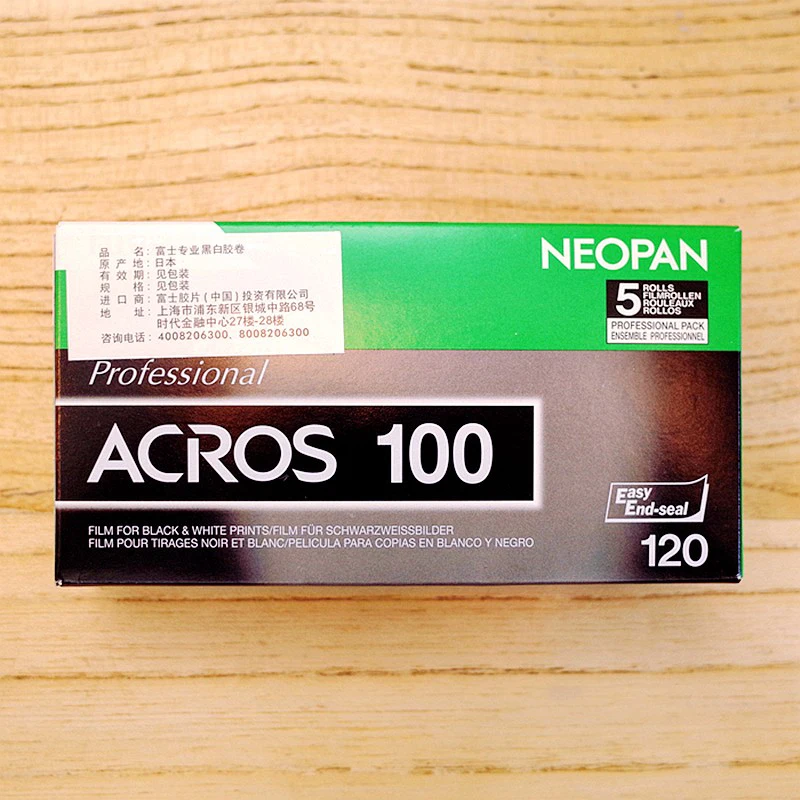 品 名：富士专业黑白胶卷
原 产 地：日本
有 效 期：见包装
规 格：见包装
进 口 商：富士胶片(中国)投资有限公司
地 址：上海市浦东新区银城中路68号
时代金融中心27楼-28楼
咨询电话：4008206300、8008206300
NEOPAN
5 ROLLS
FILMROLLEN
ROULEAUX
ROLLOS
PROFESSIONAL PACK
ENSEMBLE PROFESSIONNEL
Professional
ACROS 100
Easy
End-seal
FILM FOR BLACK & WHITE PRINTS/FILM FÜR SCHWARZWEISSBILDER
FILM POUR TIRAGES NOIR ET BLANC/PELICULA PARA COPIAS EN BLANCO Y NEGRO
120